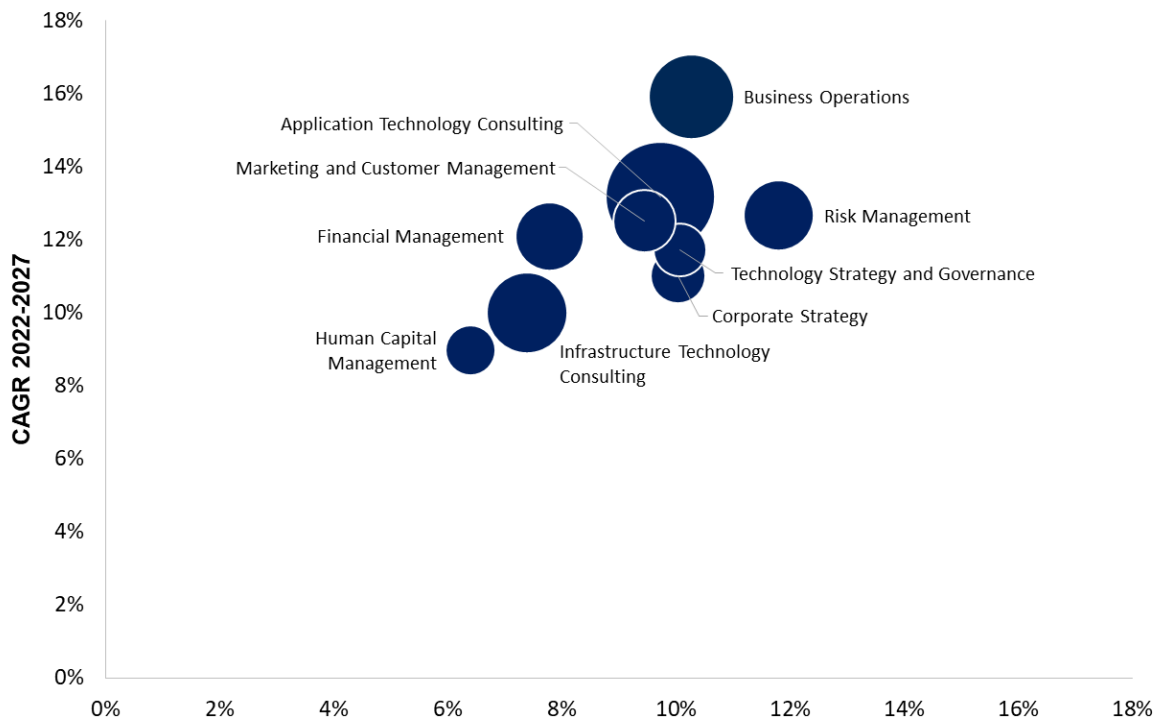 18%
16%
14%
12%
10%
8%
6%
4%
2%
0%
CAGR 2022-2027
Business Operations
Application Technology Consulting
Marketing and Customer Management
Risk Management
Financial Management
Technology Strategy and Governance
Corporate Strategy
Human Capital
Management
Infrastructure Technology
Consulting
0%
2%
4%
6%
8%
10%
12%
14%
16%
18%